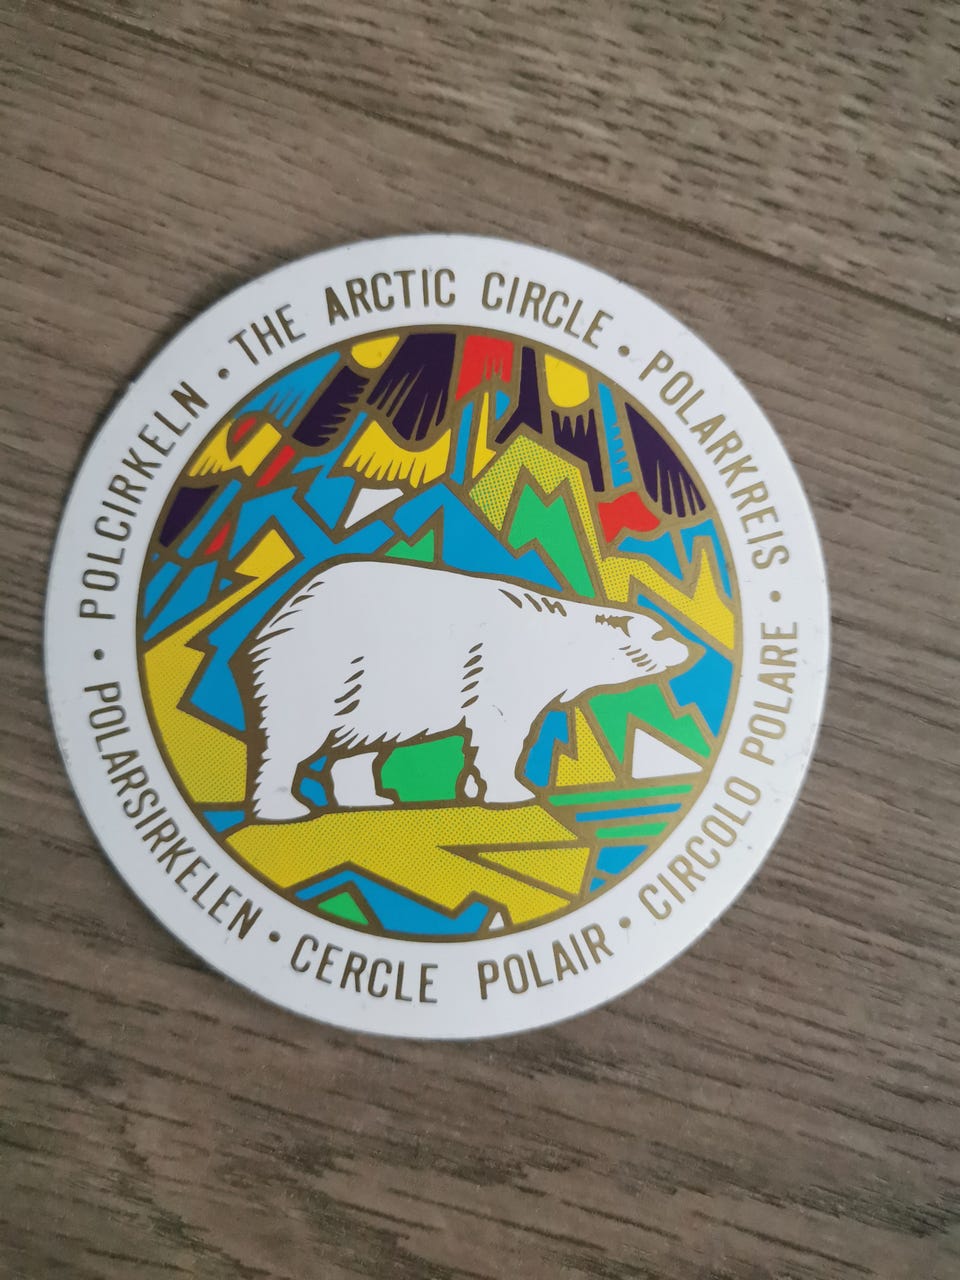 THE ARCTIC CIRCLE • POLARKREIS • CIRCOLO POLARE • CERCLE POLAIR • POLARSIRKELEN • POLCIRKELN •